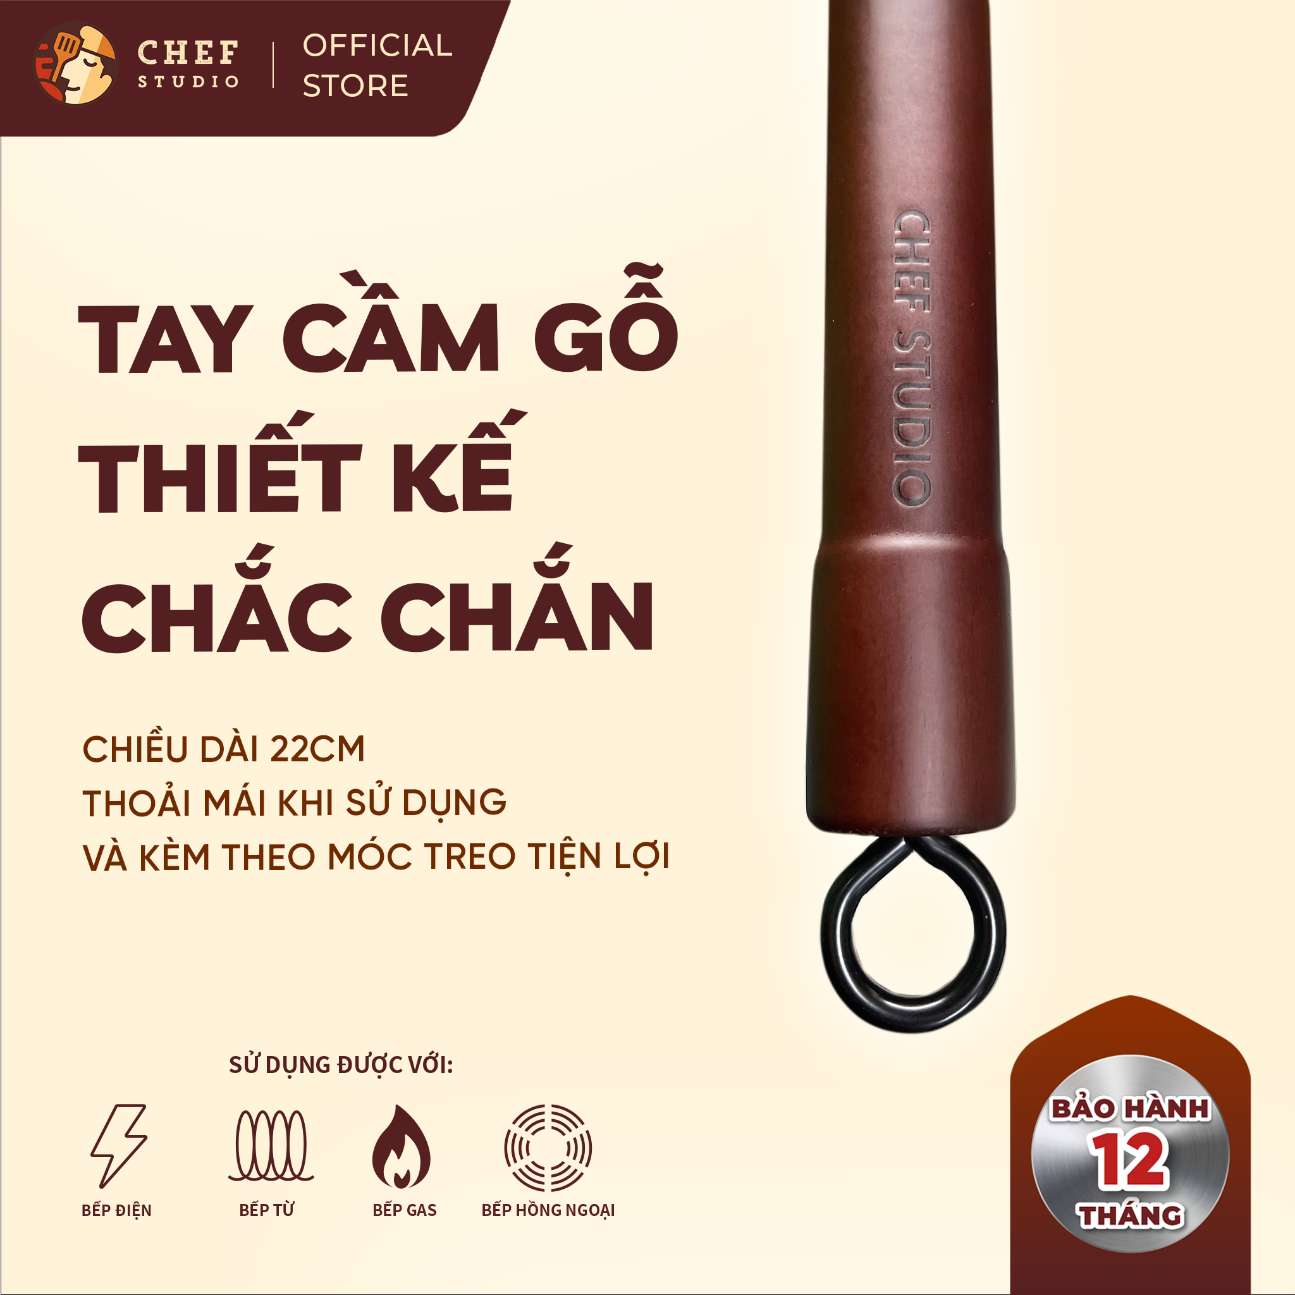 CHEF
STUDIO
OFFICIAL
STORE
CHEF STUDIO
TAY CẦM GỖ
THIẾT KẾ
CHẮC CHẮN
CHIỀU DÀI 22CM
THOẢI MÁI KHI SỬ DỤNG
VÀ KÈM THEO MÓC TREO TIỆN LỢI
SỬ DỤNG ĐƯỢC VỚI:
BẾP ĐIỆN
BẾP TỪ
BẾP GAS
BẾP HỒNG NGOẠI
BẢO HÀNH
12
THÁNG